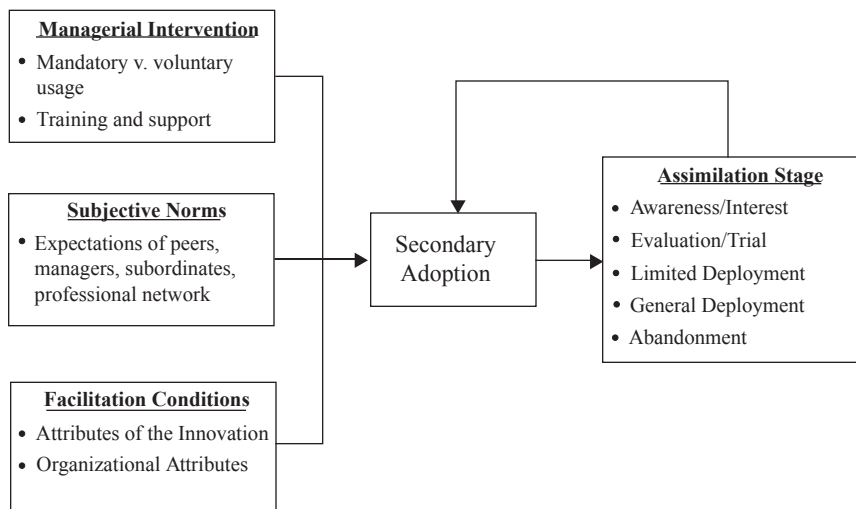 Managerial Intervention
• Mandatory v. voluntary
usage
• Training and support
Subjective Norms
• Expectations of peers,
managers, subordinates,
professional network
Facilitation Conditions
• Attributes of the Innovation
• Organizational Attributes
Secondary
Adoption
Assimilation Stage
• Awareness/Interest
• Evaluation/Trial
• Limited Deployment
• General Deployment
• Abandonment